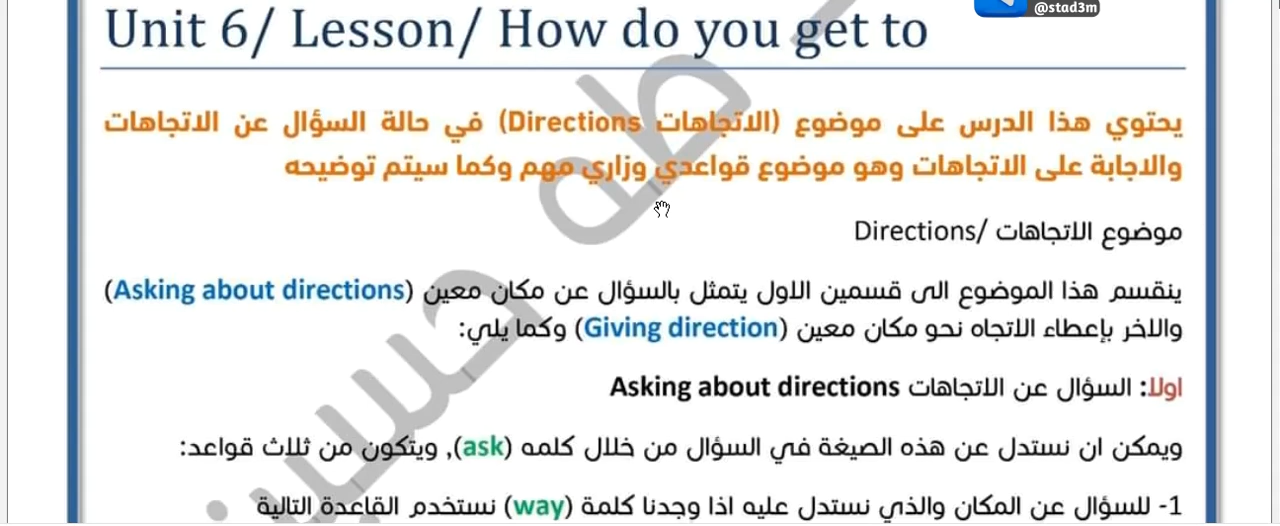 @stad3m
Unit 6/ Lesson/ How do you get to
يحتوي هذا الدرس على موضوع (الاتجاهات Directions) في حالة السؤال عن الاتجاهات
والاجابة على الاتجاهات وهو موضوع قواعدي وزاري مهم وكما سيتم توضيحه
موضوع الاتجاهات /Directions
ينقسم هذا الموضوع الى قسمين الاول يتمثل بالسؤال عن مكان معين (Asking about directions)
والاخر بإعطاء الاتجاه نحو مكان معين (Giving direction) وكما يلي:
اولا: السؤال عن الاتجاهات Asking about directions
ويمكن ان نستدل عن هذه الصيغة في السؤال من خلال كلمه (ask), ويتكون من ثلاث قواعد:
1- للسؤال عن المكان والذي نستدل عليه اذا وجدنا كلمة (way) نستخدم القاعدة التالية
طه حسين